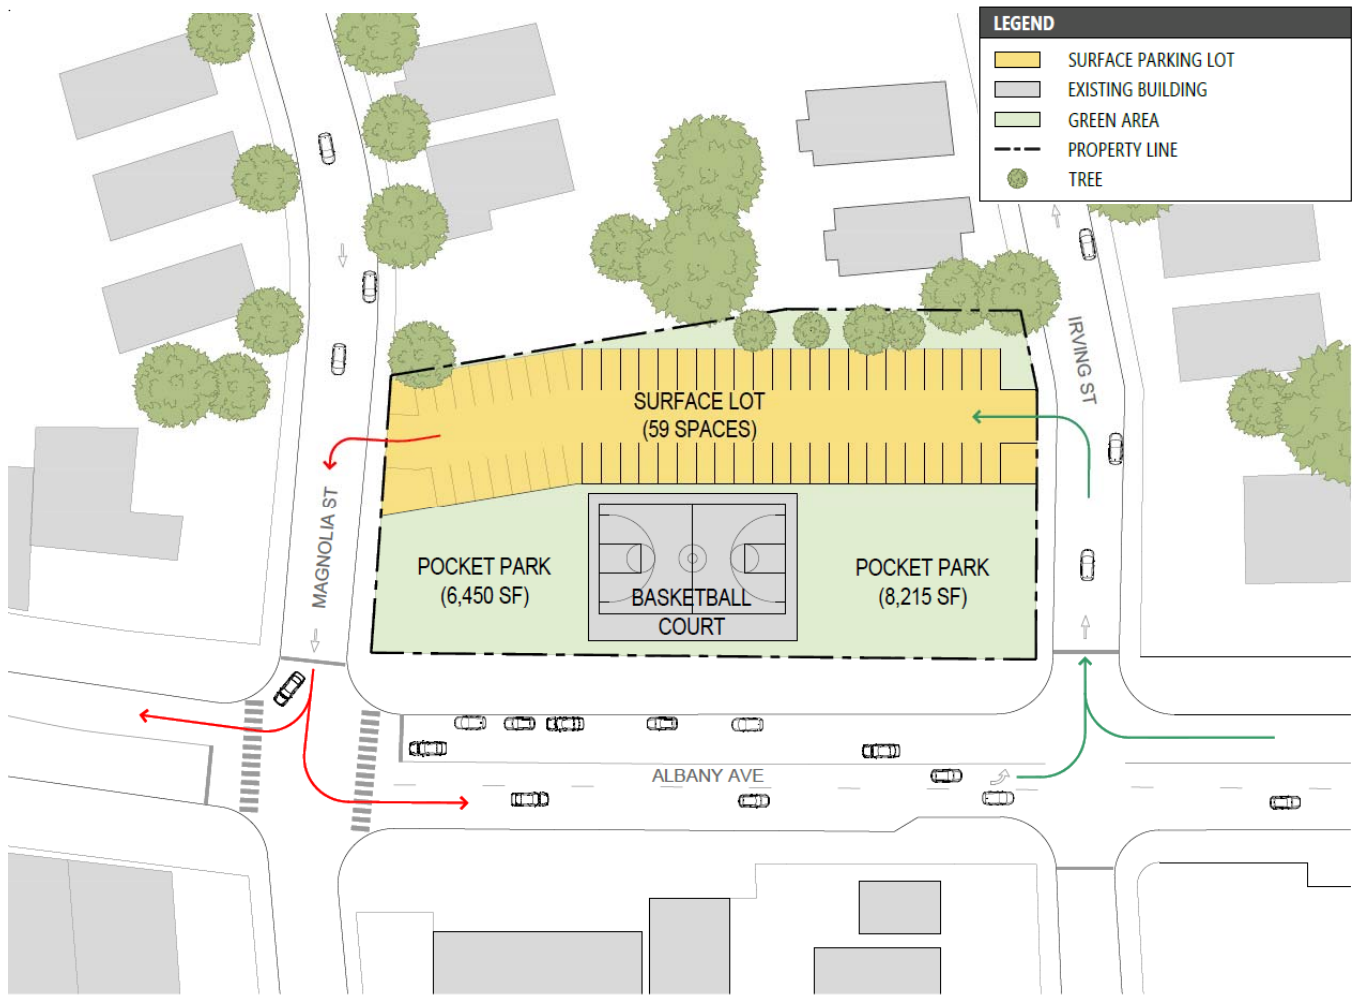 LEGEND
SURFACE PARKING LOT
EXISTING BUILDING
GREEN AREA
PROPERTY LINE
TREE
IRVING ST
SURFACE LOT
(59 SPACES)
MAGNOLIA ST
POCKET PARK
(6,450 SF)
BASKETBALL
COURT
POCKET PARK
(8,215 SF)
ALBANY AVE